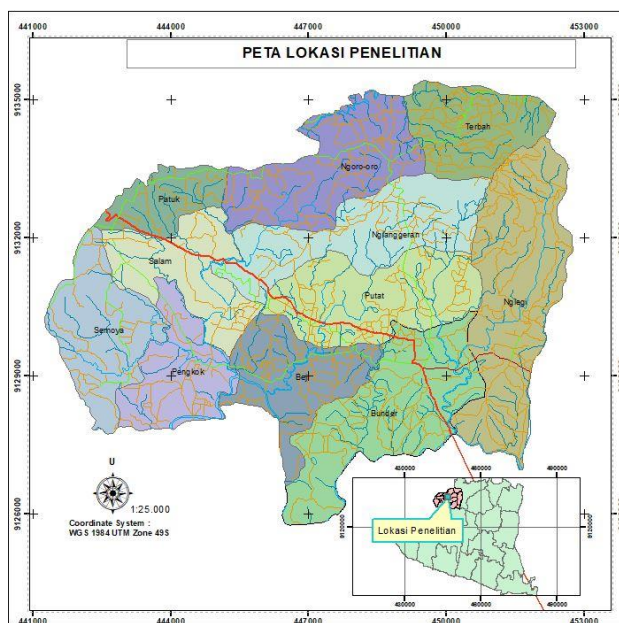 441000 444000 447000 450000 453000
PETA LOKASI PENELITIAN
9135000
Terbah
Ngoro-oro
Patuk
Nglanggeran
9132000
Salam
Putat
Nglegi
Semoya
Pengkok
Beji
9129000
Bunder
U
1:25.000
Coordinate System :
WGS 1984 UTM Zone 49S
9126000
Lokasi Penelitian
9120000
9120000
441000 444000 447000 450000 453000